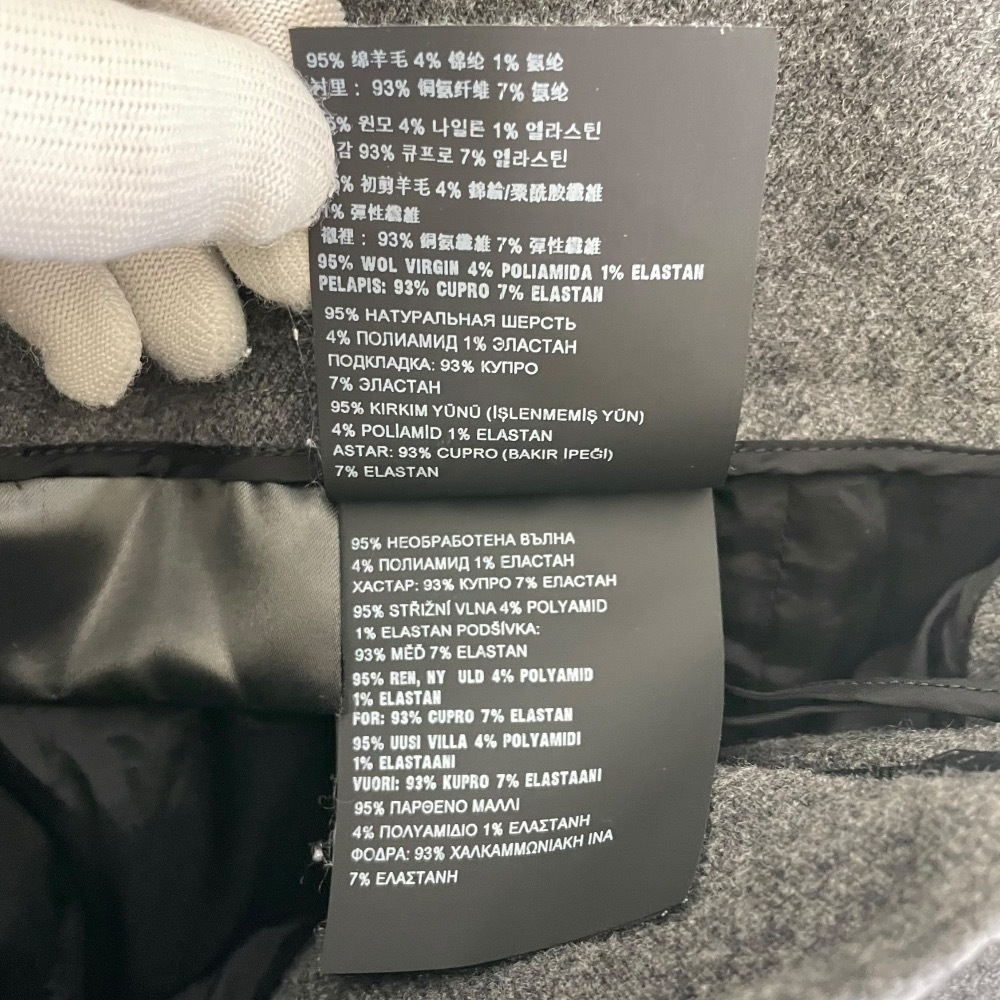 95% 绵羊毛 4% 锦纶 1% 氨纶
衬里： 93% 铜氨纤维 7% 氨纶
5% 원모 4% 나일론 1% 엘라스틴
감 93% 큐프로 7% 엘라스틴
% 初剪羊毛 4% 錦綸/聚酰胺纖維
1% 彈性纖維
襯裡： 93% 銅氨纖維 7% 彈性纖維
95% WOL VIRGIN 4% POLIAMIDA 1% ELASTAN
PELAPIS: 93% CUPRO 7% ELASTAN
95% НАТУРАЛЬНАЯ ШЕРСТЬ
4% ПОЛИАМИД 1% ЭЛАСТАН
ПОДКЛАДКА: 93% КУПРО
7% ЭЛАСТАН
95% KIRKIM YÜNÜ (İŞLENMEMİŞ YÜN)
4% POLİAMİD 1% ELASTAN
ASTAR: 93% CUPRO (BAKIR İPEĞİ)
7% ELASTAN
95% НЕОБРАБОТЕНА ВЪЛНА
4% ПОЛИАМИД 1% ЕЛАСТАН
ХАСТАР: 93% КУПРО 7% ЕЛАСТАН
95% STŘIŽNÍ VLNA 4% POLYAMID
1% ELASTAN PODŠÍVKA:
93% MĚĎ 7% ELASTAN
95% REN, NY ULD 4% POLYAMID
1% ELASTAN
FOR: 93% CUPRO 7% ELASTAN
95% UUSI VILLA 4% POLYAMIDI
1% ELASTAANI
VUORI: 93% KUPRO 7% ELASTAANI
95% ΠΑΡΘΕΝΟ ΜΑΛΛΙ
4% ΠΟΛΥΑΜΙΔΙΟ 1% ΕΛΑΣΤΑΝΗ
ΦΟΔΡΑ: 93% ΧΑΛΚΑΜΜΩΝΙΑΚΗ ΙΝΑ
7% ΕΛΑΣΤΑΝΗ